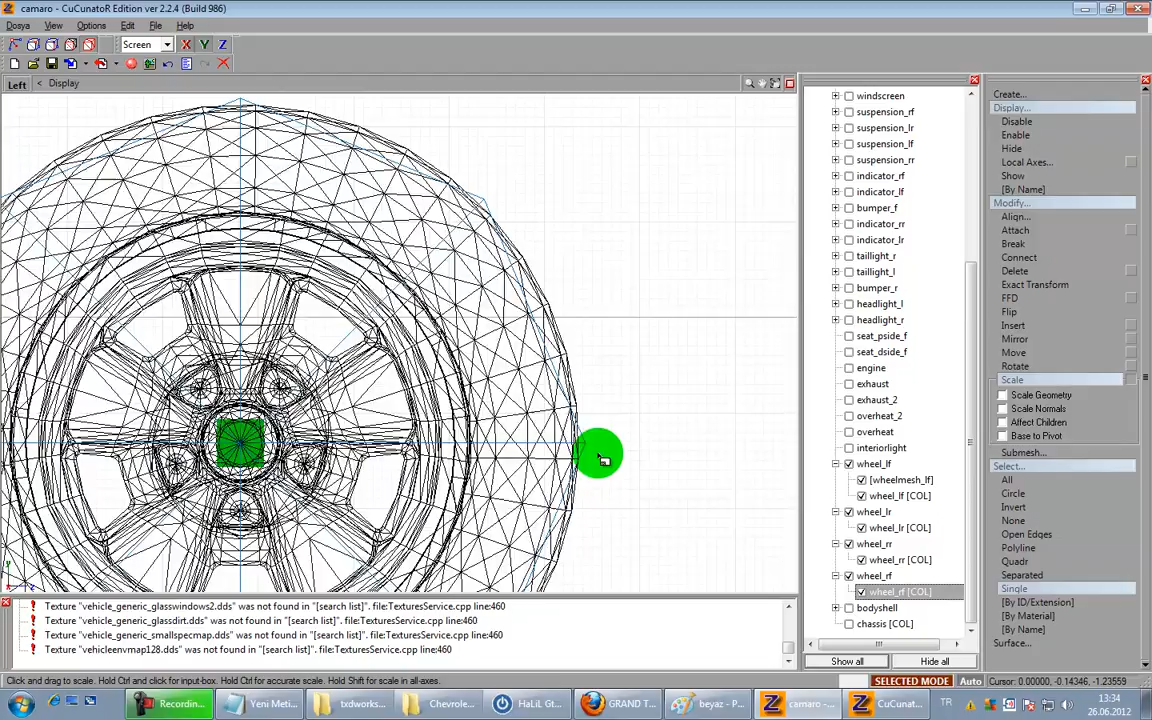 camaro - CuCunatoR Edition ver 2.2.4 (Build 986)
Dosya View Options Edit File Help
Screen X Y Z
Left < Display
windscreen
suspension_rf
suspension_lr
suspension_lf
suspension_rr
indicator_rf
indicator_lf
bumper_f
indicator_rr
indicator_lr
taillight_r
taillight_l
bumper_r
headlight_l
headlight_r
seat_pside_f
seat_dside_f
engine
exhaust
exhaust_2
overheat_2
overheat
interiorlight
wheel_lf
[wheelmesh_lf]
wheel_lf [COL]
wheel_lr
wheel_lr [COL]
wheel_rr
wheel_rr [COL]
wheel_rf
wheel_rf [COL]
bodyshell
chassis [COL]
Show all Hide all
Create...
Display...
Disable
Enable
Hide
Local Axes...
Show
[By Name]
Modify...
Align...
Attach
Break
Connect
Delete
Exact Transform
FFD
Flip
Insert
Mirror
Move
Rotate
Scale
Scale Geometry
Scale Normals
Affect Children
Base to Pivot
Submesh...
Select...
All
Circle
Invert
None
Open Edges
Polyline
Quadr
Separated
Single
[By ID/Extension]
[By Material]
[By Name]
Surface...
Texture "vehicle_generic_glasswindows2.dds" was not found in "[search list]". file:TexturesService.cpp line:460
Texture "vehicle_generic_glassdirt.dds" was not found in "[search list]". file:TexturesService.cpp line:460
Texture "vehicle_generic_smallspecmap.dds" was not found in "[search list]". file:TexturesService.cpp line:460
Texture "vehicleenvmap128.dds" was not found in "[search list]". file:TexturesService.cpp line:460
Click and drag to scale. Hold Ctrl and click for input-box. Hold Ctrl for accurate scale. Hold Shift for scale in all-axes. SELECTED MODE Auto Cursor: 0.00000, -0.14346, -1.23559
Recordin... Yeni Meti... txdworks... Chevrole... HaLiL Gt... GRAND T... beyaz - P... camaro -... CuCunat... TR 13:34
26.06.2012